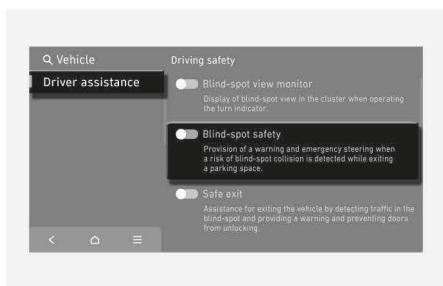 Vehicle
Driver assistance
Driving safety
Blind-spot view monitor
Display of blind-spot view in the cluster when operating
the turn indicator.
Blind-spot safety
Provision of a warning and emergency steering when
a risk of blind-spot collision is detected while exiting
a parking space.
Safe exit
Assistance for exiting the vehicle by detecting traffic in the
blind-spot and providing a warning and preventing doors
from unlocking.